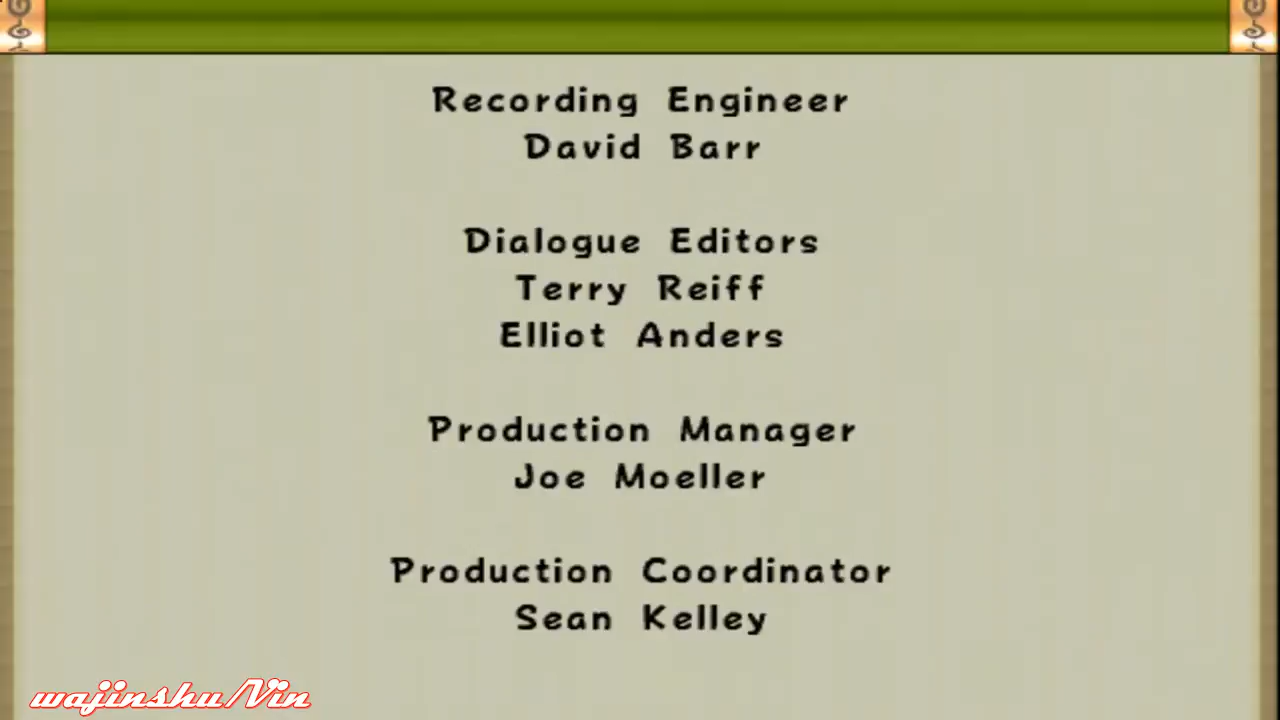 Recording Engineer
David Barr
Dialogue Editors
Terry Reiff
Elliot Anders
Production Manager
Joe Moeller
Production Coordinator
Sean Kelley
wajinshu/Vin